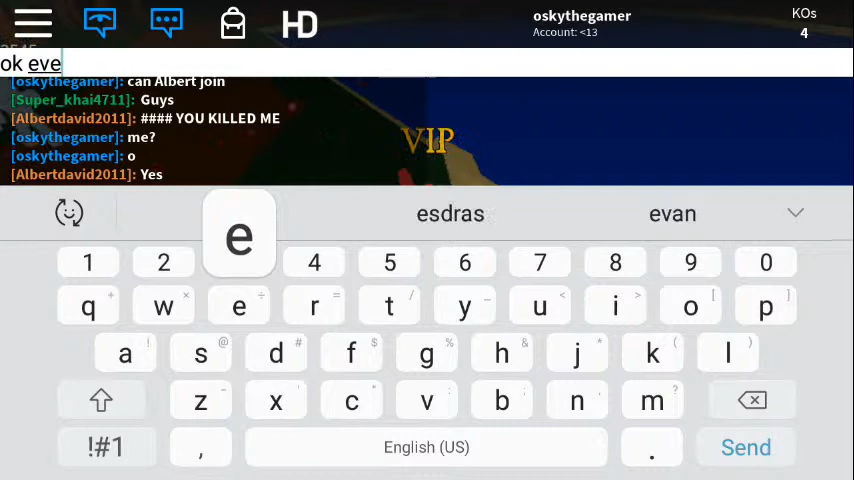 HD
oskythegamer
Account: <13
KOs
4
ok eve
[oskythegamer]: can Albert join
[Super_khai4711]: Guys
[Albertdavid2011]: #### YOU KILLED ME
[oskythegamer]: me?
[oskythegamer]: o
[Albertdavid2011]: Yes
VIP
e
esdras
evan
1 2 4 5 6 7 8 9 0
q + w × e ÷ r = t / y _ u < i > o [ p ]
a ! s @ d # f $ g % h ^ j * k ( l )
z - x ' c " v : b ; n , m ?
!#1 , English (US) . Send